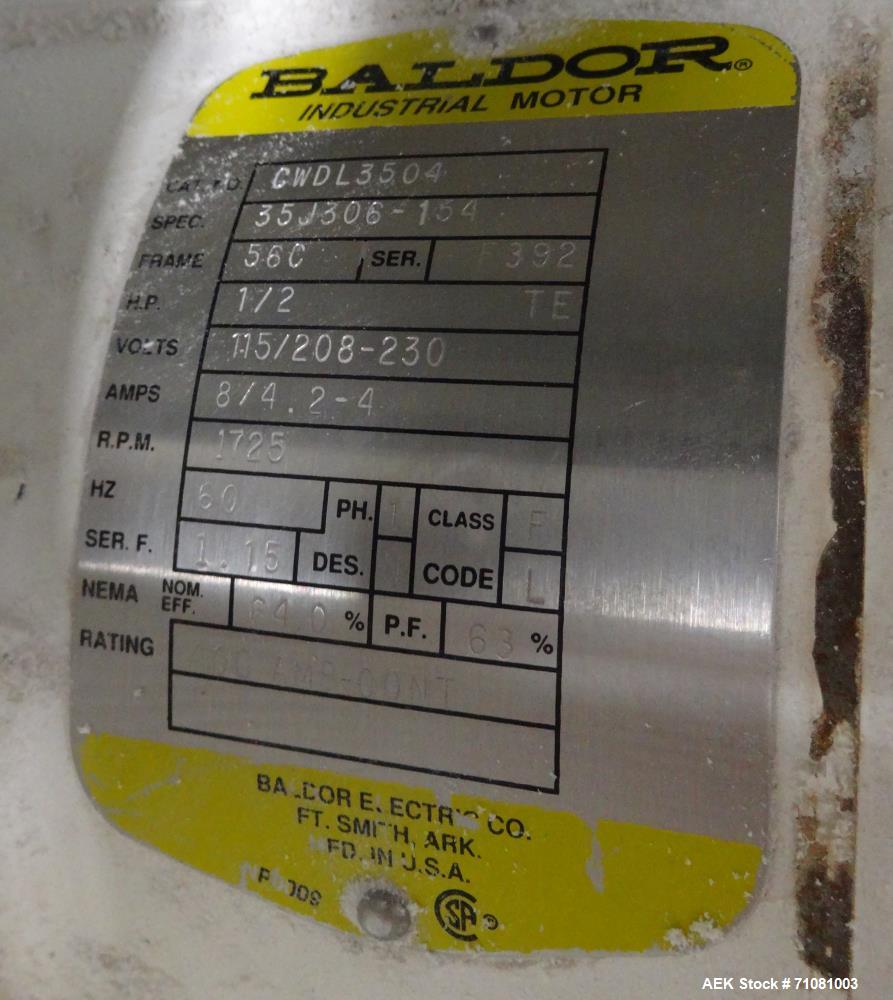 BALDOR®
INDUSTRIAL MOTOR
CAT. NO. CWDL3504
SPEC. 35J306-154
FRAME 56C SER. F392
H.P. 1/2 TE
VOLTS 115/208-230
AMPS 8/4.2-4
R.P.M. 1725
HZ 60 PH. 1 CLASS F
SER. F. 1.15 DES. CODE L
NEMA NOM. EFF. 64.0 % P.F. 63 %
RATING AMB-CONT
BALDOR ELECTRIC CO.
FT. SMITH, ARK.
MFD. IN U.S.A.
SA®
AEK Stock # 71081003